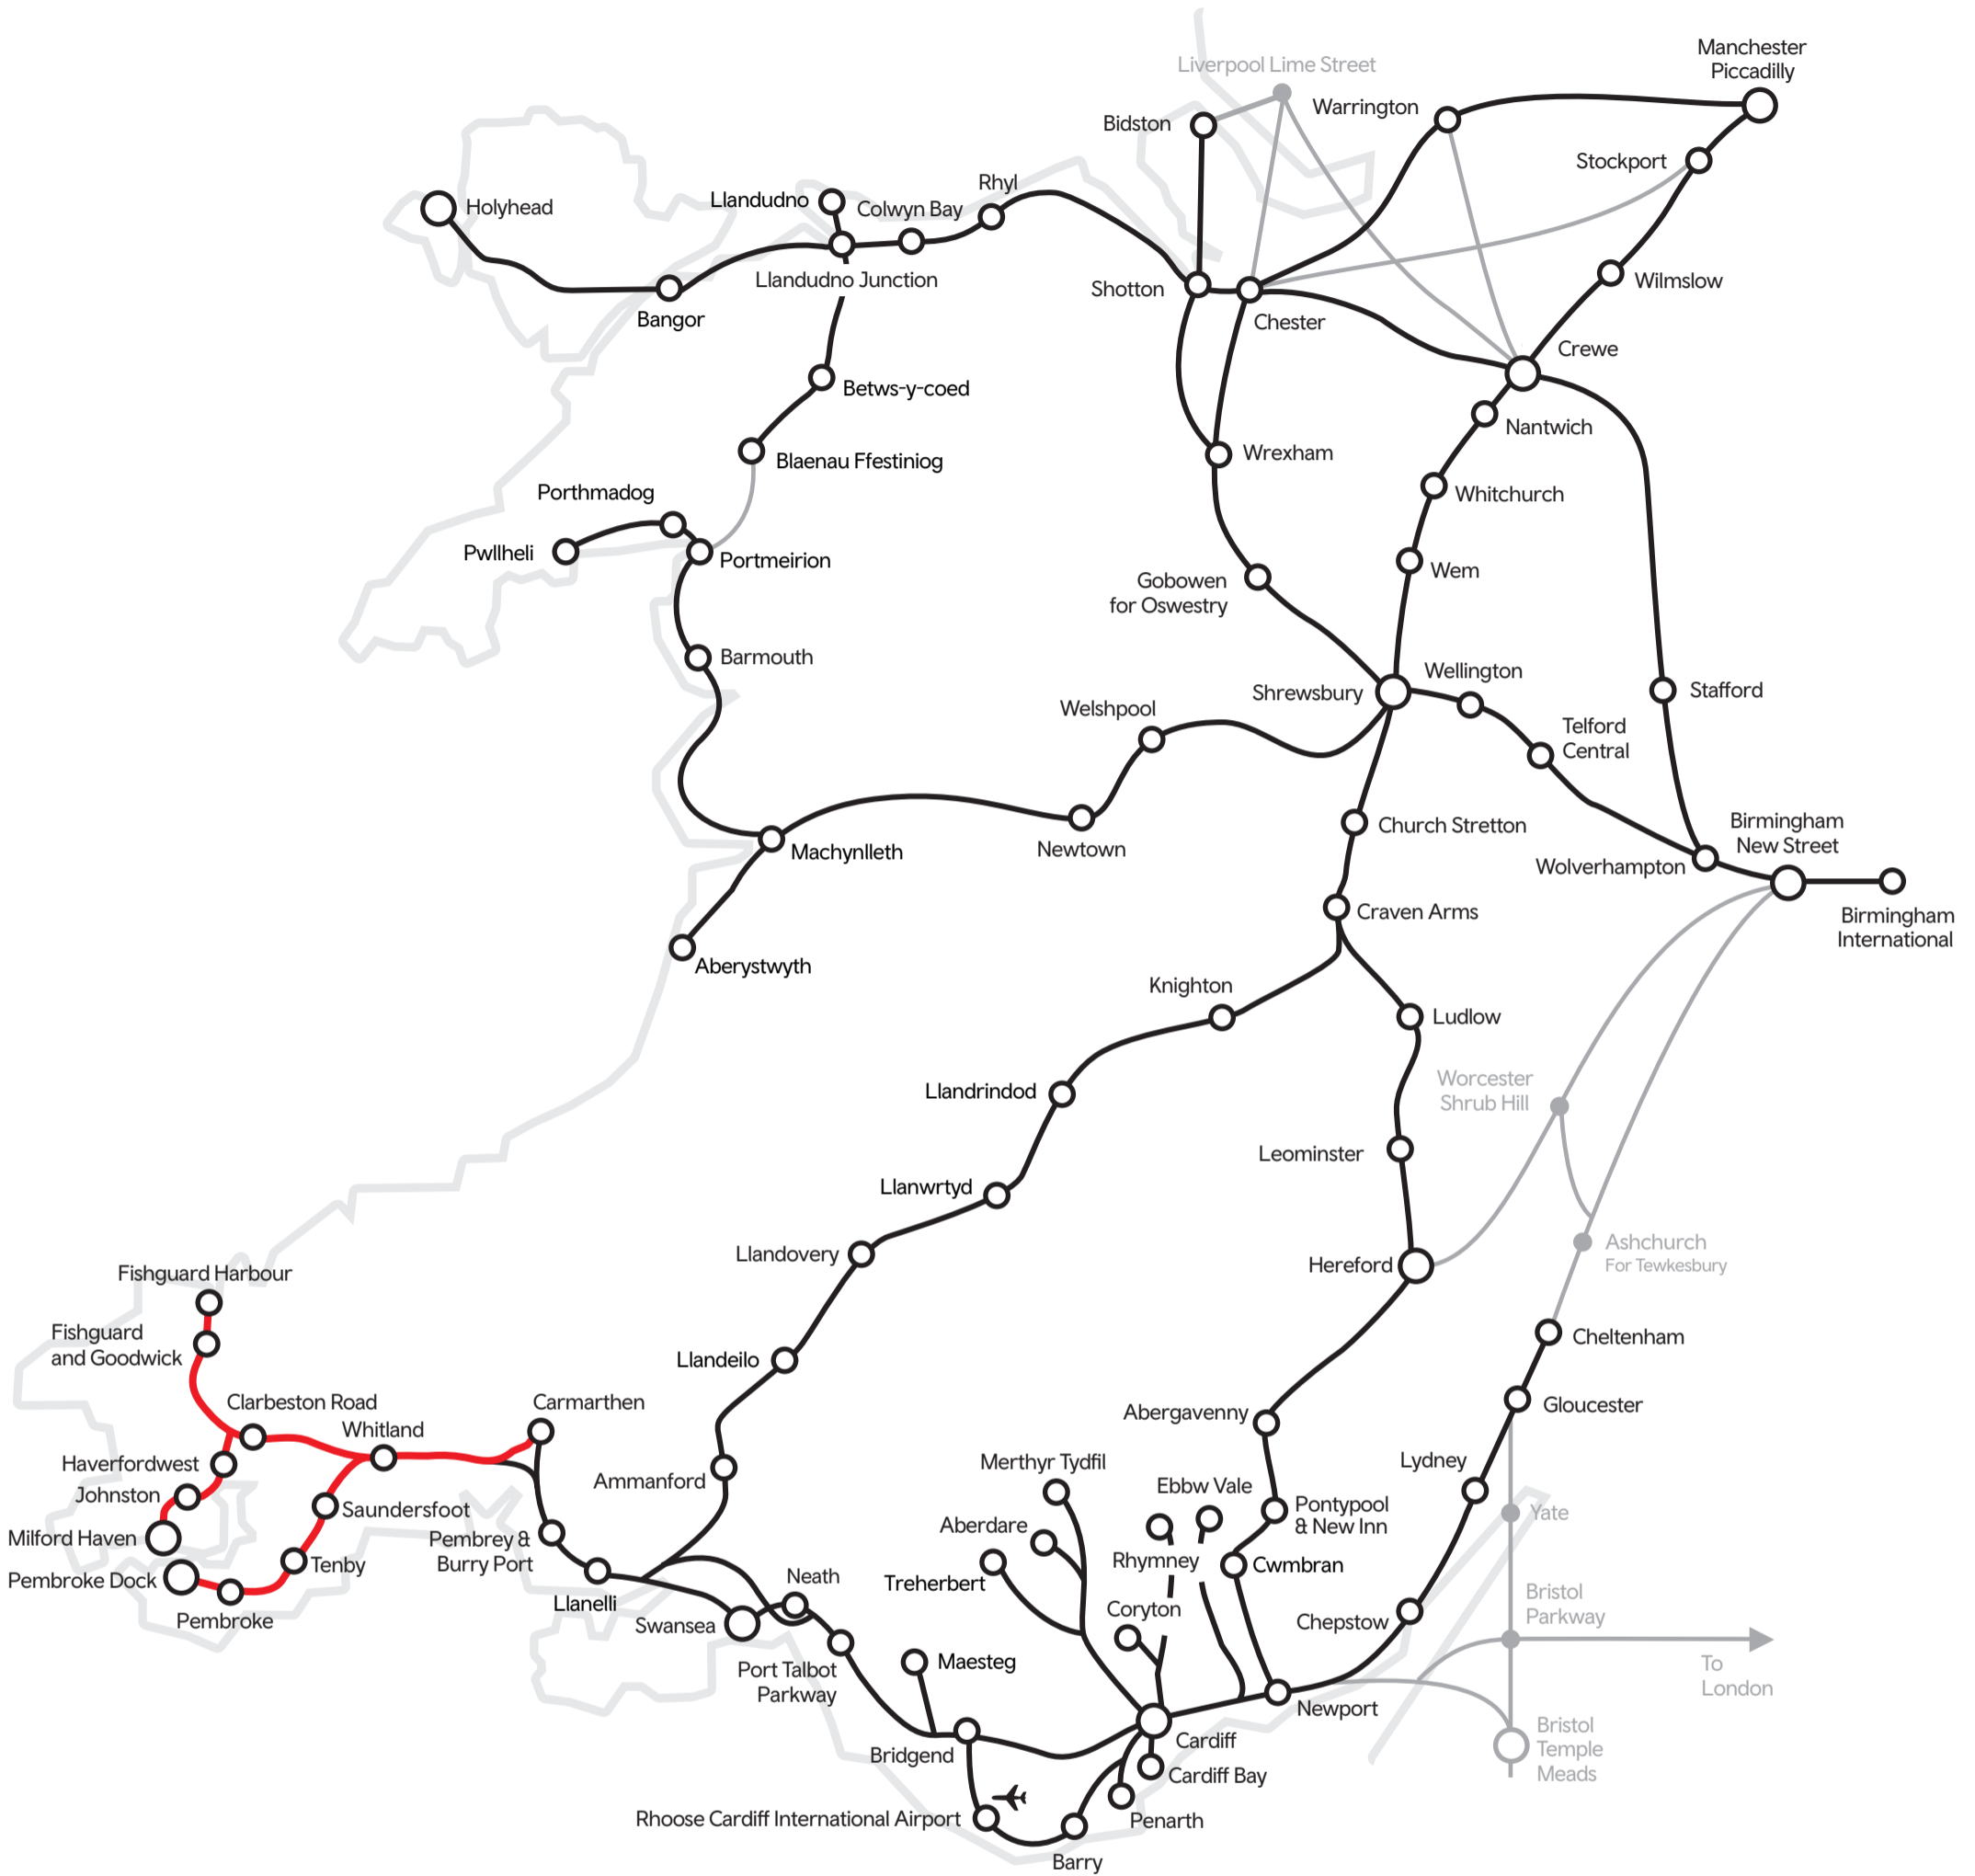 Manchester
Piccadilly
Liverpool Lime Street
Warrington
Bidston
Stockport
Rhyl
Llandudno
Colwyn Bay
Holyhead
Llandudno Junction
Shotton
Wilmslow
Bangor
Chester
Crewe
Betws-y-coed
Nantwich
Wrexham
Blaenau Ffestiniog
Whitchurch
Porthmadog
Pwllheli
Portmeirion
Wem
Gobowen
for Oswestry
Barmouth
Wellington
Shrewsbury
Stafford
Welshpool
Telford
Central
Birmingham
New Street
Church Stretton
Newtown
Machynlleth
Wolverhampton
Birmingham
International
Craven Arms
Aberystwyth
Knighton
Ludlow
Worcester
Shrub Hill
Llandrindod
Leominster
Llanwrtyd
Ashchurch
For Tewkesbury
Llandovery
Hereford
Fishguard Harbour
Fishguard
and Goodwick
Cheltenham
Llandeilo
Clarbeston Road
Carmarthen
Gloucester
Abergavenny
Whitland
Haverfordwest
Lydney
Merthyr Tydfil
Ammanford
Ebbw Vale
Johnston
Saundersfoot
Pontypool
& New Inn
Yate
Aberdare
Milford Haven
Pembrey &
Burry Port
Rhymney
Cwmbran
Tenby
Pembroke Dock
Neath
Treherbert
Llanelli
Coryton
Bristol
Parkway
Pembroke
Swansea
Chepstow
Maesteg
Port Talbot
Parkway
To
London
Newport
Bristol
Temple
Meads
Cardiff
Bridgend
Cardiff Bay
Rhoose Cardiff International Airport
Penarth
Barry